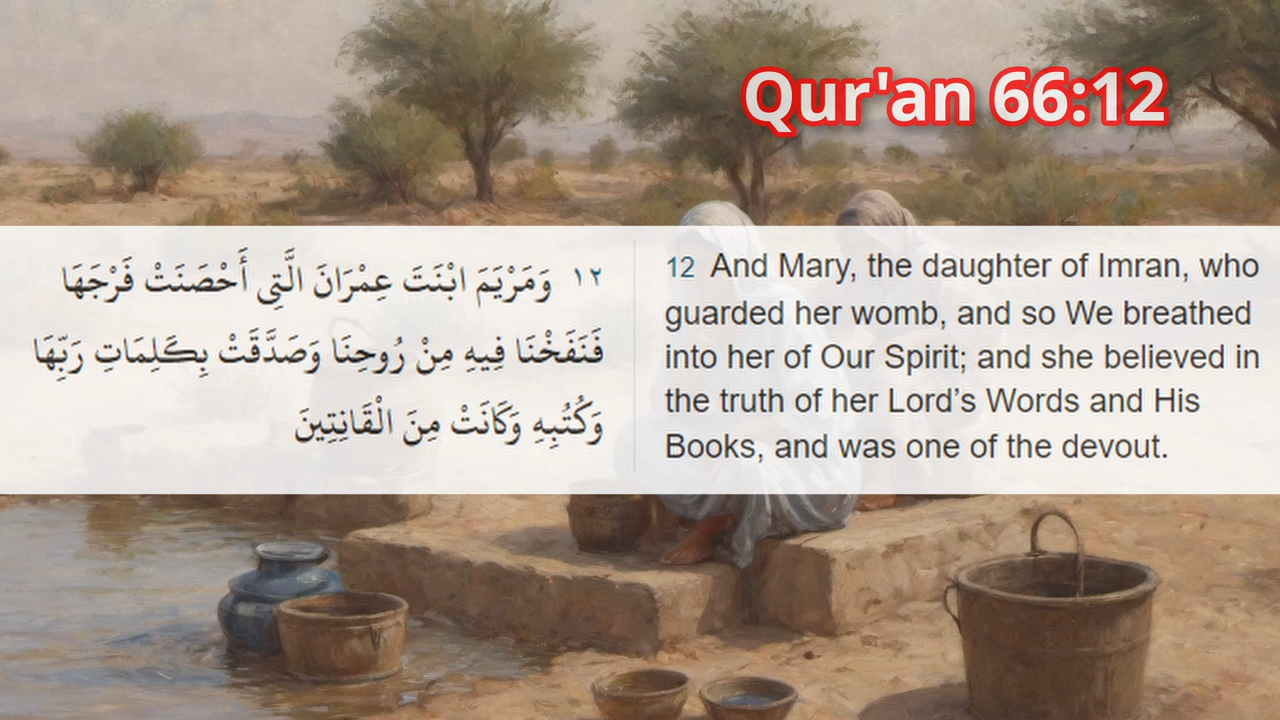 Qur'an 66:12
١٢ وَمَرْيَمَ ابْنَتَ عِمْرَانَ الَّتِي أَحْصَنَتْ فَرْجَهَا
فَنَفَخْنَا فِيهِ مِنْ رُوحِنَا وَصَدَّقَتْ بِكَلِمَاتِ رَبِّهَا
وَكُتُبِهِ وَكَانَتْ مِنَ الْقَانِتِينَ
12 And Mary, the daughter of Imran, who
guarded her womb, and so We breathed
into her of Our Spirit; and she believed in
the truth of her Lord’s Words and His
Books, and was one of the devout.